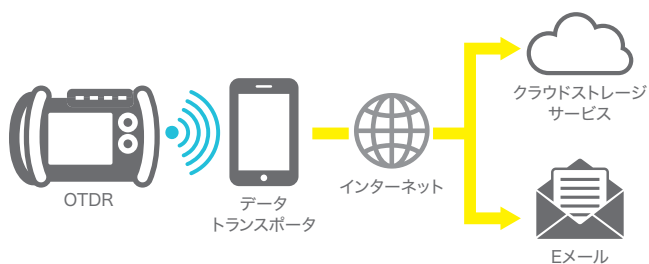 OTDR
データ
トランスポータ
インターネット
クラウドストレージ
サービス
Eメール